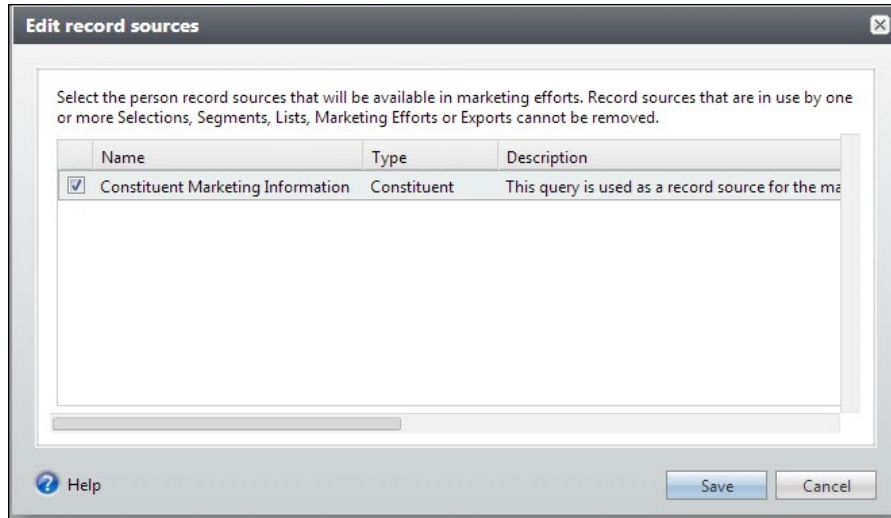 Edit record sources
Select the person record sources that will be available in marketing efforts. Record sources that are in use by one
or more Selections, Segments, Lists, Marketing Efforts or Exports cannot be removed.
Name Type Description
Constituent Marketing Information Constituent This query is used as a record source for the ma
Help Save Cancel